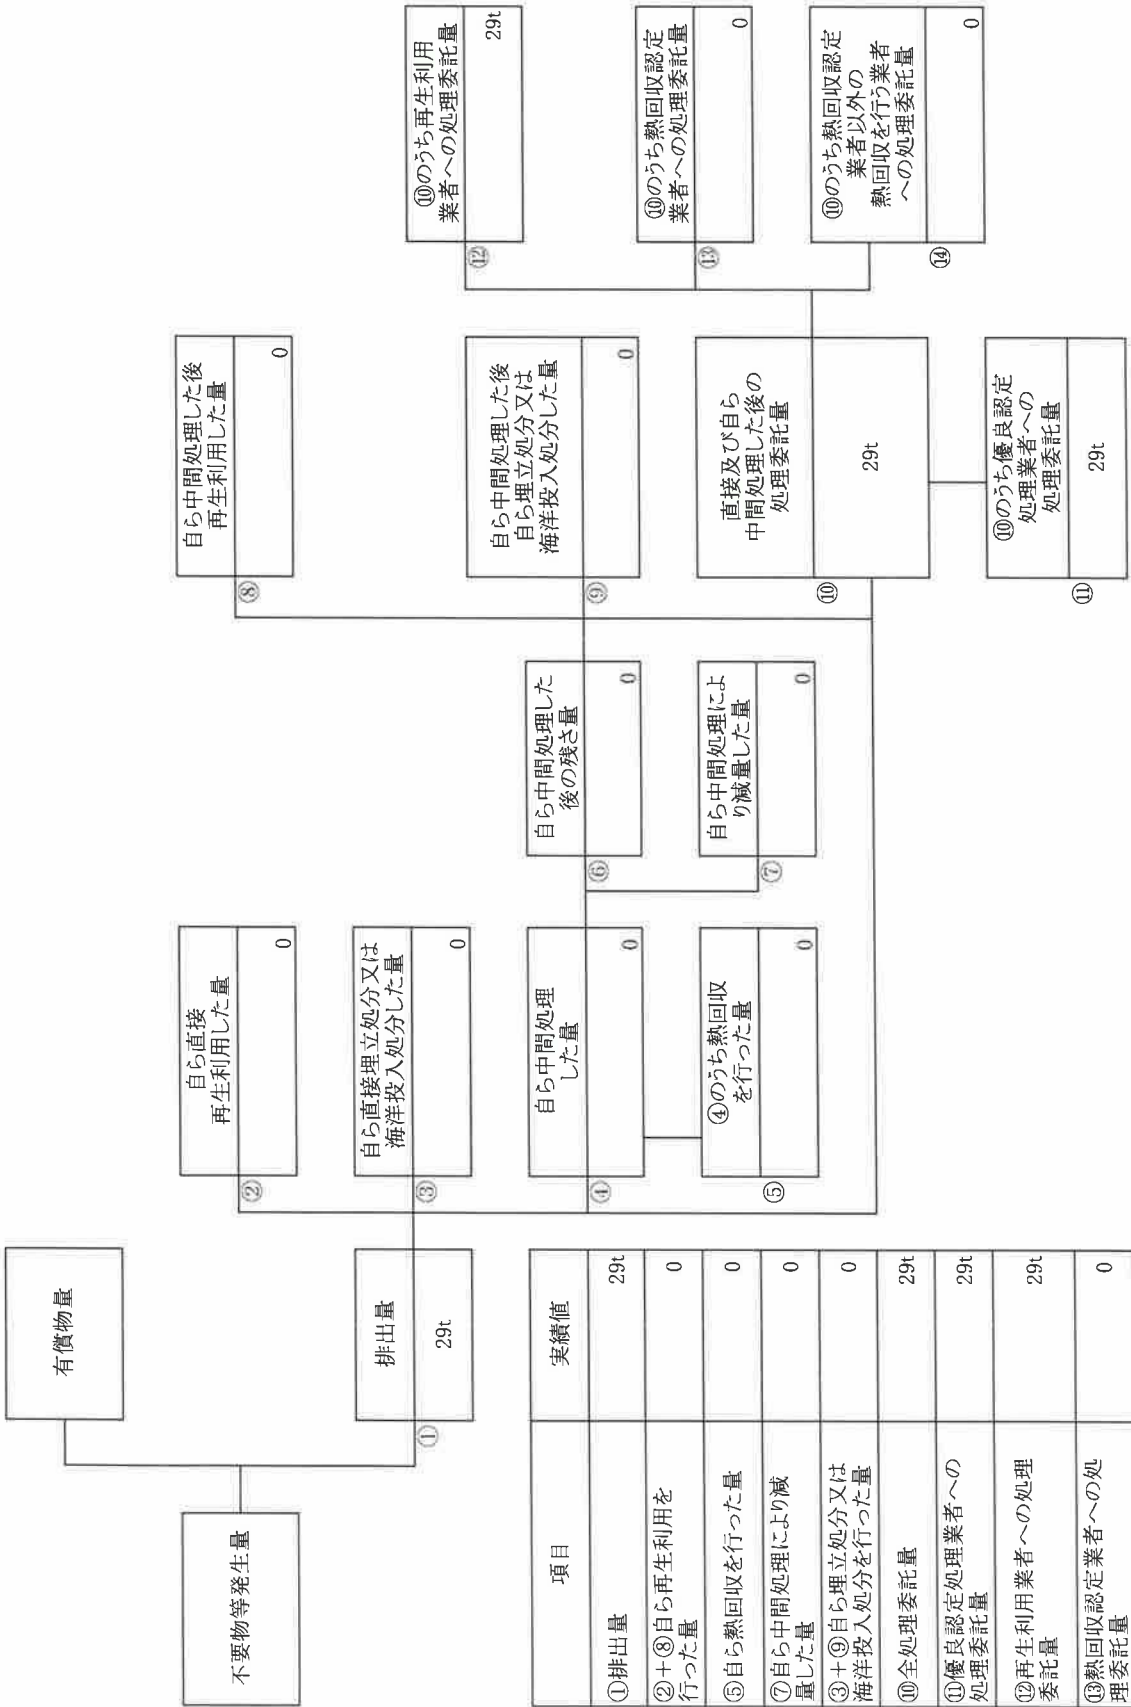 有償物量
不要物等発生量
排出量
①
29t
自ら直接
再生利用した量
②
0
自ら直接埋立処分又は
海洋投入処分した量
③
0
自ら中間処理
した量
④
0
④のうち熱回収
を行った量
⑤
0
自ら中間処理した
後の残さ量
⑥
0
自ら中間処理によ
り減量した量
⑦
0
自ら中間処理した後
再生利用した量
⑧
0
自ら中間処理した後
自ら埋立処分又は
海洋投入処分した量
⑨
0
直接及び自ら
中間処理した後の
処理委託量
⑩
29t
⑩のうち優良認定
処理業者への
処理委託量
⑪
29t
⑩のうち再生利用
業者への処理委託量
⑫
29t
⑩のうち熱回収認定
業者への処理委託量
⑬
0
⑩のうち熱回収認定
業者以外の
熱回収を行う業者
への処理委託量
⑭
0
項目 実績値
①排出量 29t
②+⑧自ら再生利用を
行った量 0
⑤自ら熱回収を行った量 0
⑦自ら中間処理により減
量した量 0
③+⑨自ら埋立処分又は
海洋投入処分を行った量 0
⑩全処理委託量 29t
⑪優良認定処理業者への
処理委託量 29t
⑫再生利用業者への処理
委託量 29t
⑬熱回収認定業者への処
理委託量 0